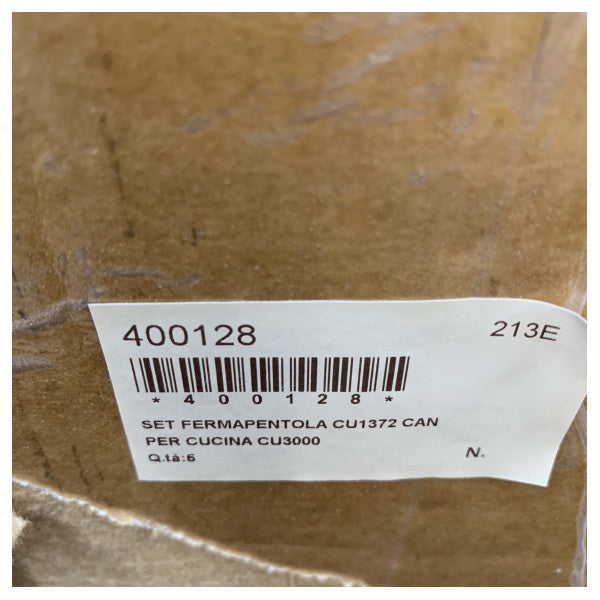 400128 213E
*400128*
SET FERMAPENTOLA CU1372 CAN
PER CUCINA CU3000
Q.tà:6 N.